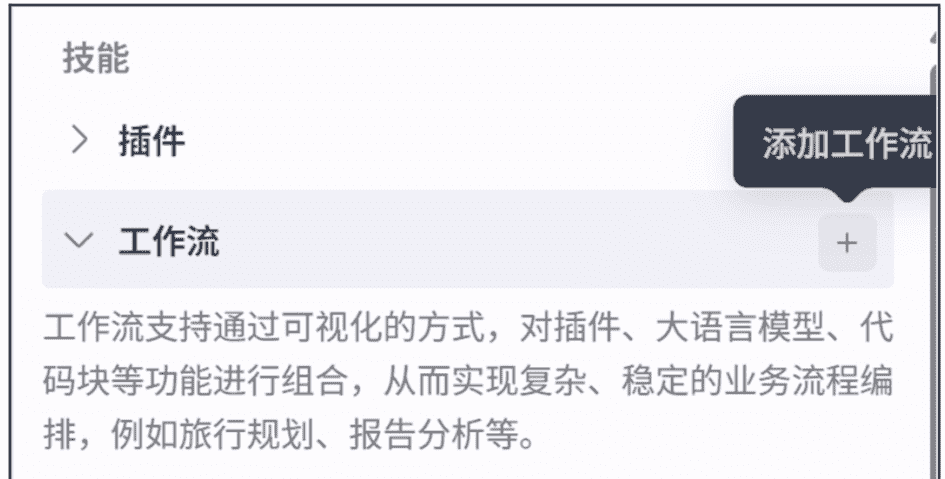 技能
插件
添加工作流
工作流
工作流支持通过可视化的方式，对插件、大语言模型、代
码块等功能进行组合，从而实现复杂、稳定的业务流程编
排，例如旅行规划、报告分析等。